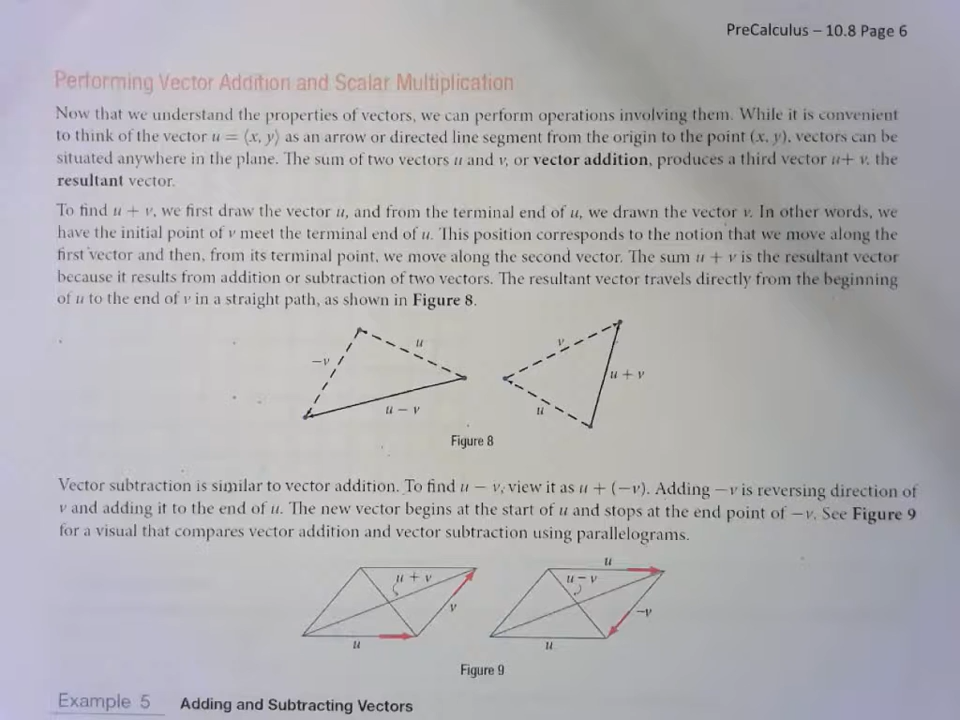 PreCalculus – 10.8 Page 6
Performing Vector Addition and Scalar Multiplication
Now that we understand the properties of vectors, we can perform operations involving them. While it is convenient
to think of the vector u = ⟨x, y⟩ as an arrow or directed line segment from the origin to the point (x, y), vectors can be
situated anywhere in the plane. The sum of two vectors u and v, or vector addition, produces a third vector u+ v, the
resultant vector.
To find u + v, we first draw the vector u, and from the terminal end of u, we drawn the vector v. In other words, we
have the initial point of v meet the terminal end of u. This position corresponds to the notion that we move along the
first vector and then, from its terminal point, we move along the second vector. The sum u + v is the resultant vector
because it results from addition or subtraction of two vectors. The resultant vector travels directly from the beginning
of u to the end of v in a straight path, as shown in Figure 8.
−v
u
u − v
v
u + v
u
Figure 8
Vector subtraction is similar to vector addition. To find u − v, view it as u + (−v). Adding −v is reversing direction of
v and adding it to the end of u. The new vector begins at the start of u and stops at the end point of −v. See Figure 9
for a visual that compares vector addition and vector subtraction using parallelograms.
u + v
v
u
u
u − v
−v
u
Figure 9
Example 5 Adding and Subtracting Vectors